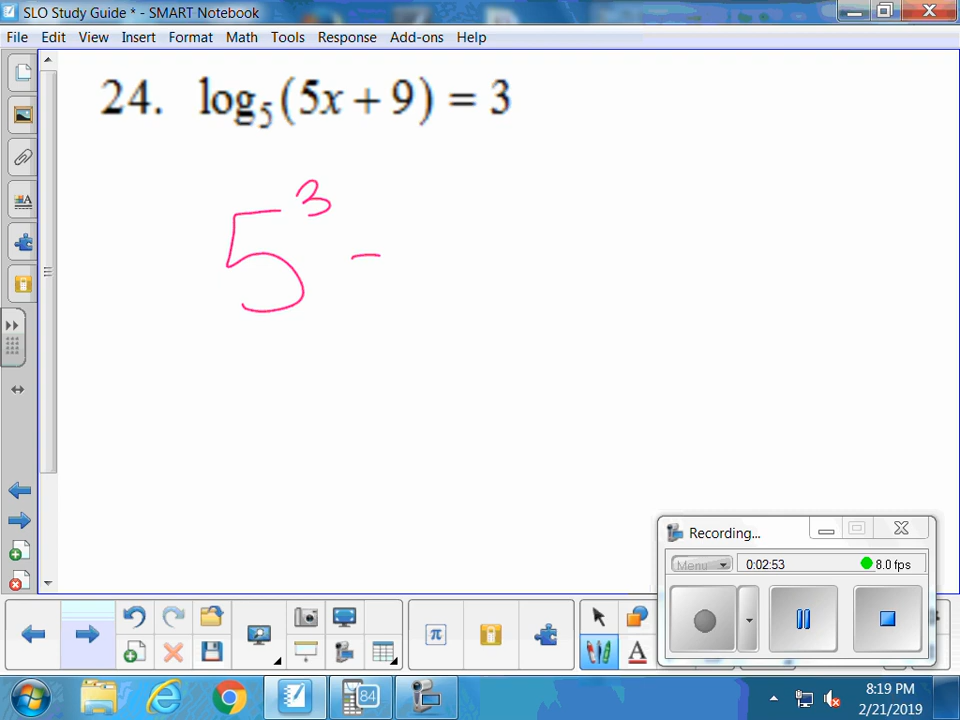 SLO Study Guide * - SMART Notebook
File Edit View Insert Format Math Tools Response Add-ons Help
24. log₅(5x + 9) = 3
5³ -
Recording...
Menu 0:02:53 8.0 fps
π A
84
8:19 PM
2/21/2019